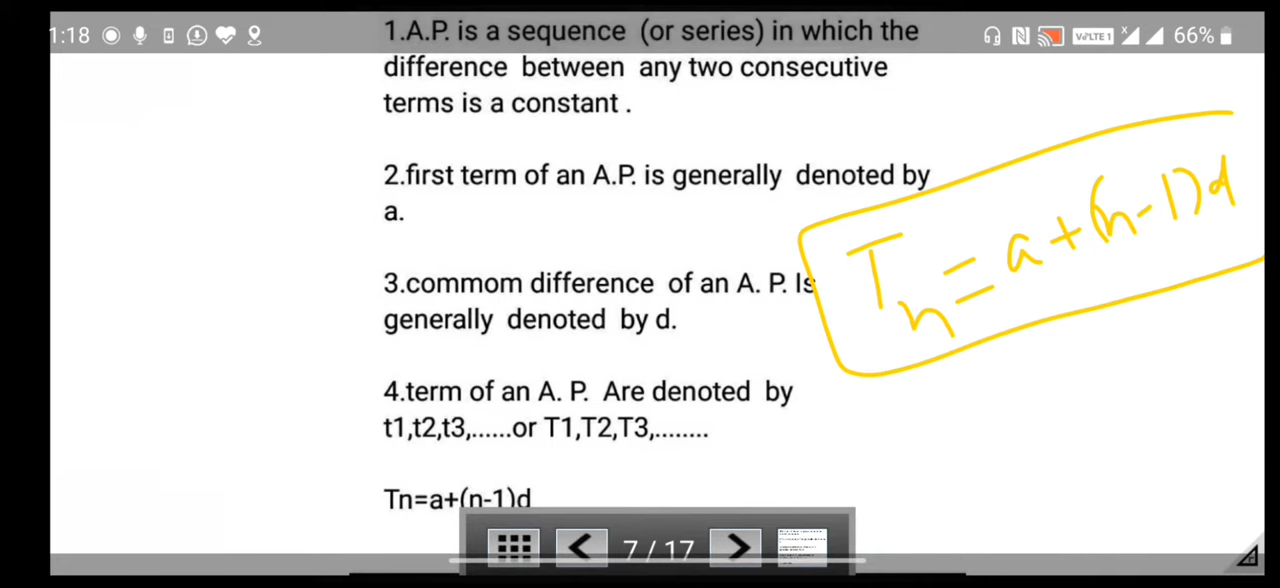 1:18 VoLTE 1 X 66%
1.A.P. is a sequence (or series) in which the
difference between any two consecutive
terms is a constant .
2.first term of an A.P. is generally denoted by
a.
3.commom difference of an A. P. Is
generally denoted by d.
4.term of an A. P. Are denoted by
t1,t2,t3,......or T1,T2,T3,........
Tn=a+(n-1)d
Tn=a+(n-1)d
7 / 17